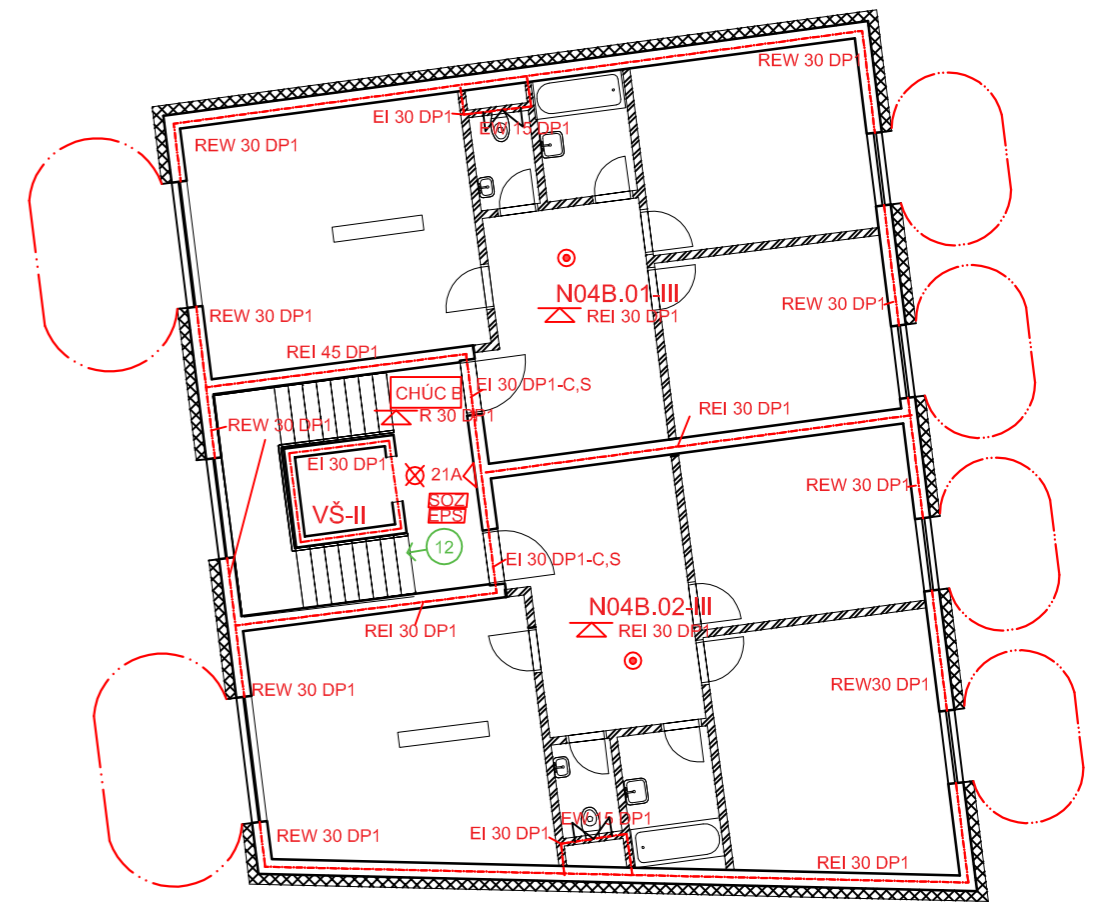 REW 30 DP1
EI 30 DP1
EW 15 DP1
REW 30 DP1
N04B.01-III
REI 30 DP1
REW 30 DP1
REW 30 DP1
REI 45 DP1
CHÚC B
EI 30 DP1-C,S
R 30 DP1
REI 30 DP1
REW 30 DP1
EI 30 DP1
21A
SOZ
EPS
VŠ-II
12
REW 30 DP1
EI 30 DP1-C,S
N04B.02-III
REI 30 DP1
REI 30 DP1
REW 30 DP1
REW30 DP1
EW 15 DP1
EI 30 DP1
REW 30 DP1
REI 30 DP1